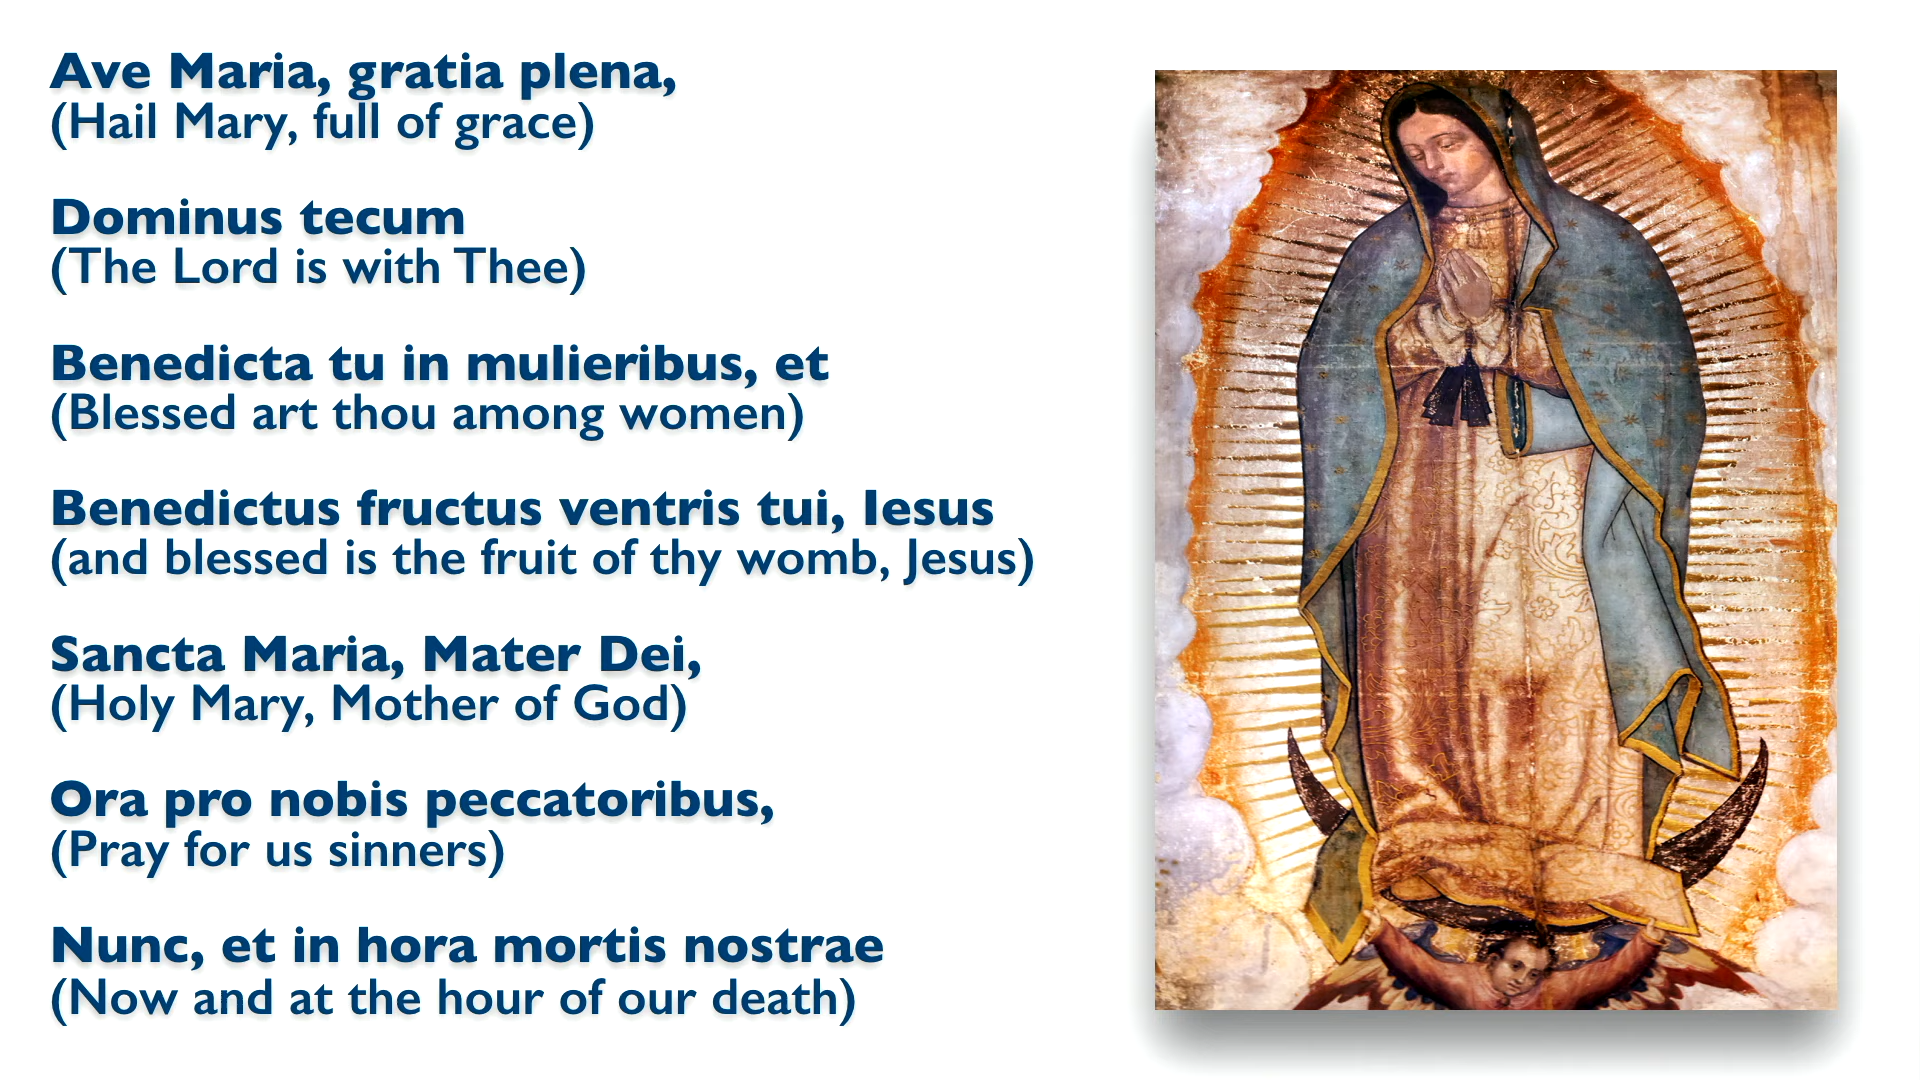 Ave Maria, gratia plena,
(Hail Mary, full of grace)
Dominus tecum
(The Lord is with Thee)
Benedicta tu in mulieribus, et
(Blessed art thou among women)
Benedictus fructus ventris tui, Iesus
(and blessed is the fruit of thy womb, Jesus)
Sancta Maria, Mater Dei,
(Holy Mary, Mother of God)
Ora pro nobis peccatoribus,
(Pray for us sinners)
Nunc, et in hora mortis nostrae
(Now and at the hour of our death)